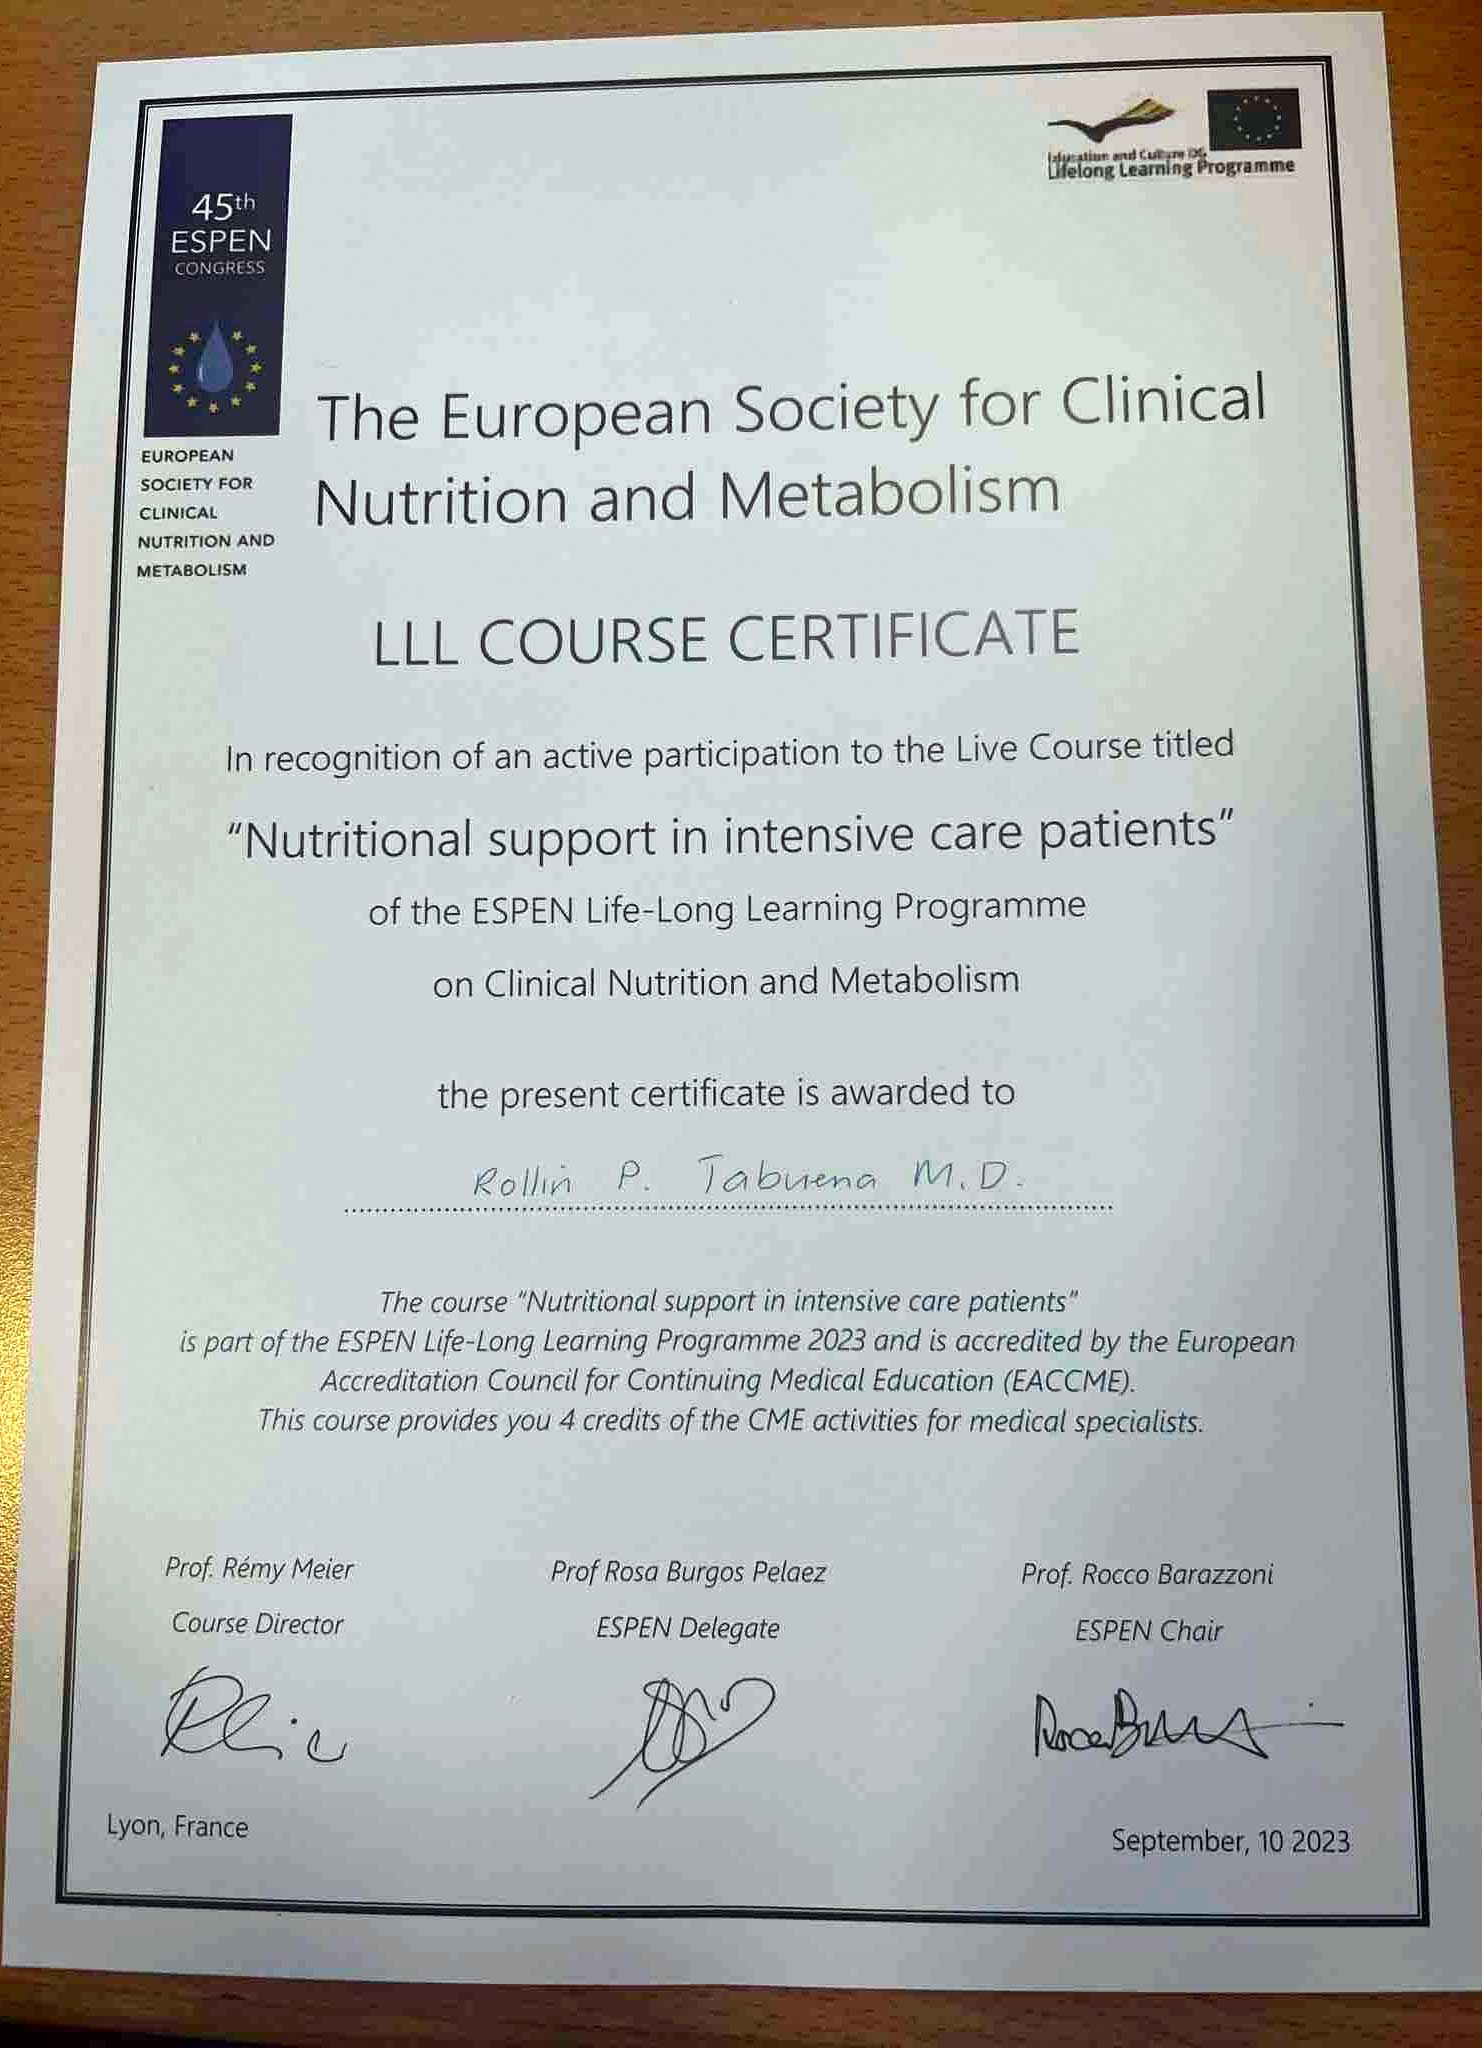 45th
ESPEN
CONGRESS
EUROPEAN
SOCIETY FOR
CLINICAL
NUTRITION AND
METABOLISM
Education and Culture DG
Lifelong Learning Programme
The European Society for Clinical
Nutrition and Metabolism
LLL COURSE CERTIFICATE
In recognition of an active participation to the Live Course titled
“Nutritional support in intensive care patients”
of the ESPEN Life-Long Learning Programme
on Clinical Nutrition and Metabolism
the present certificate is awarded to
Rollin P. Tabuena M.D.
The course “Nutritional support in intensive care patients”
is part of the ESPEN Life-Long Learning Programme 2023 and is accredited by the European
Accreditation Council for Continuing Medical Education (EACCME).
This course provides you 4 credits of the CME activities for medical specialists.
Prof. Rémy Meier
Course Director
Prof Rosa Burgos Pelaez
ESPEN Delegate
Prof. Rocco Barazzoni
ESPEN Chair
Lyon, France
September, 10 2023